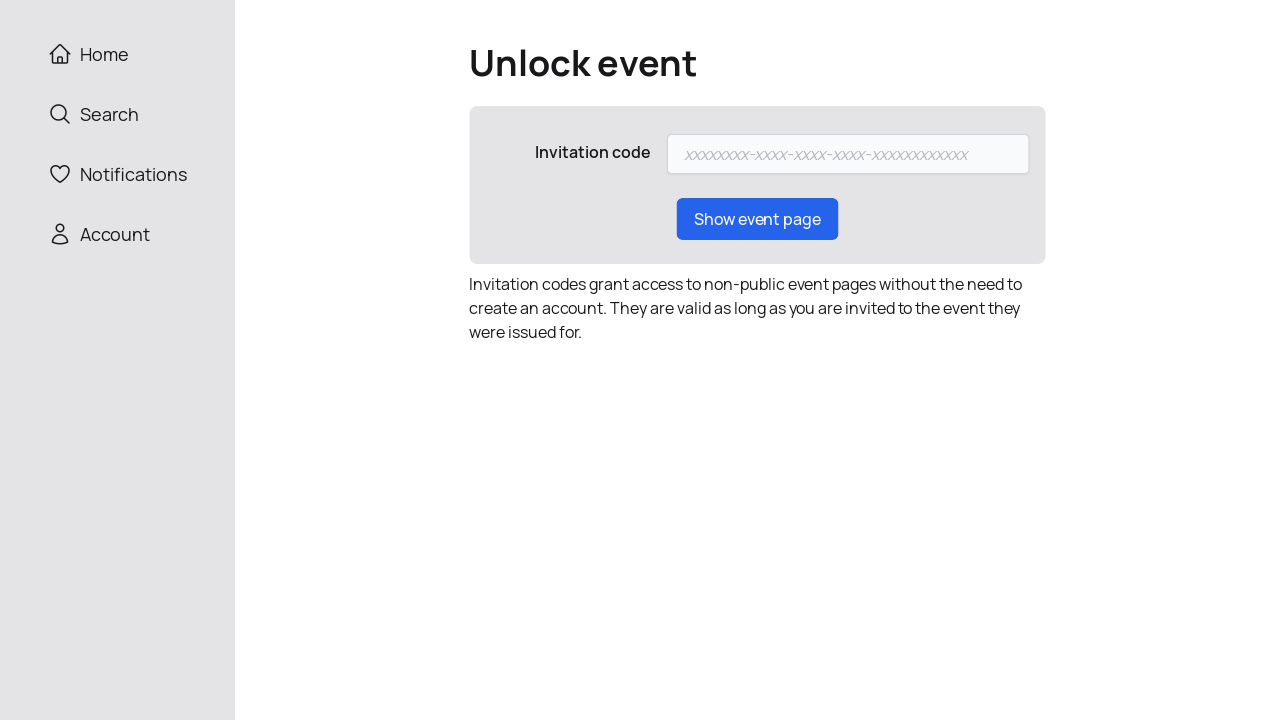 Home
Search
Notifications
Account
Unlock event
Invitation code
xxxxxxxx-xxxx-xxxx-xxxx-xxxxxxxxxxxx
Show event page
Invitation codes grant access to non-public event pages without the need to
create an account. They are valid as long as you are invited to the event they
were issued for.